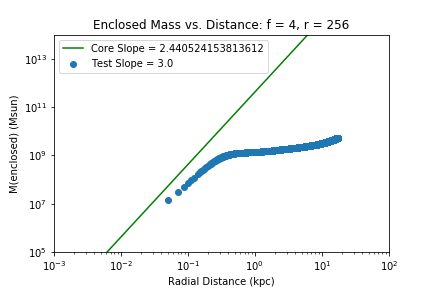 Enclosed Mass vs. Distance: f = 4, r = 256
Core Slope = 2.440524153813612
Test Slope = 3.0
10^13
10^11
10^9
10^7
10^5
M(enclosed) (Msun)
10^-3 10^-2 10^-1 10^0 10^1 10^2
Radial Distance (kpc)